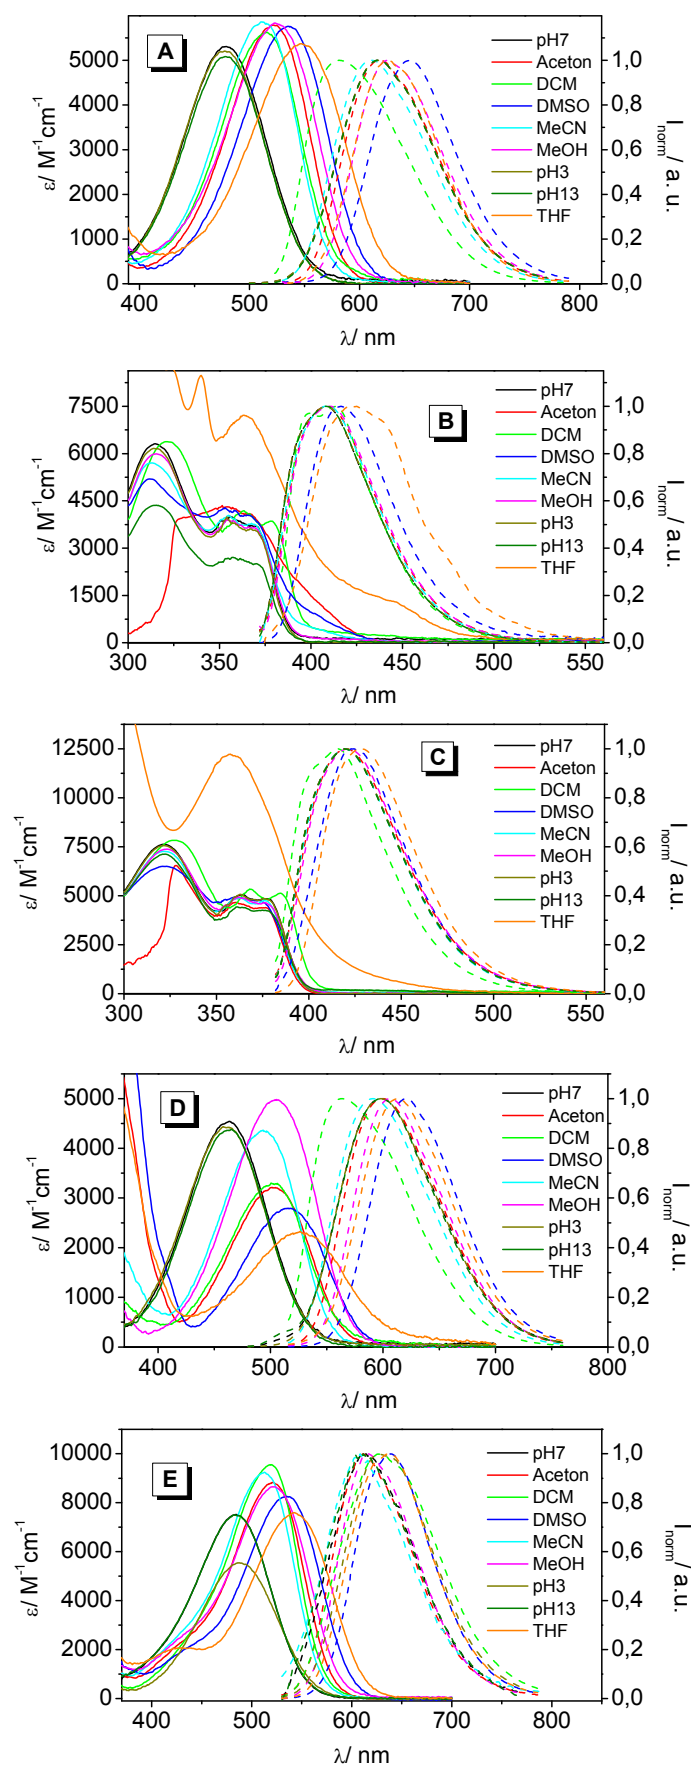 A
pH7
Aceton
DCM
DMSO
MeCN
MeOH
pH3
pH13
THF
5000
4000
3000
2000
1000
0
1,0
0,8
0,6
0,4
0,2
0,0
ε/ M⁻¹cm⁻¹
I norm/ a. u.
400 500 600 700 800
λ/ nm
B
pH7
Aceton
DCM
DMSO
MeCN
MeOH
pH3
pH13
THF
7500
6000
4500
3000
1500
0
1,0
0,8
0,6
0,4
0,2
0,0
ε/ M⁻¹cm⁻¹
I norm/ a.u.
300 350 400 450 500 550
λ/ nm
C
pH7
Aceton
DCM
DMSO
MeCN
MeOH
pH3
pH13
THF
12500
10000
7500
5000
2500
0
1,0
0,8
0,6
0,4
0,2
0,0
ε/ M⁻¹cm⁻¹
I norm/ a.u.
300 350 400 450 500 550
λ/ nm
D
pH7
Aceton
DCM
DMSO
MeCN
MeOH
pH3
pH13
THF
5000
4000
3000
2000
1000
0
1,0
0,8
0,6
0,4
0,2
0,0
ε/ M⁻¹cm⁻¹
I norm/ a.u.
400 500 600 700 800
λ/ nm
E
pH7
Aceton
DCM
DMSO
MeCN
MeOH
pH3
pH13
THF
10000
8000
6000
4000
2000
0
1,0
0,8
0,6
0,4
0,2
0,0
ε/ M⁻¹cm⁻¹
I norm/ a.u.
400 500 600 700 800
λ/ nm